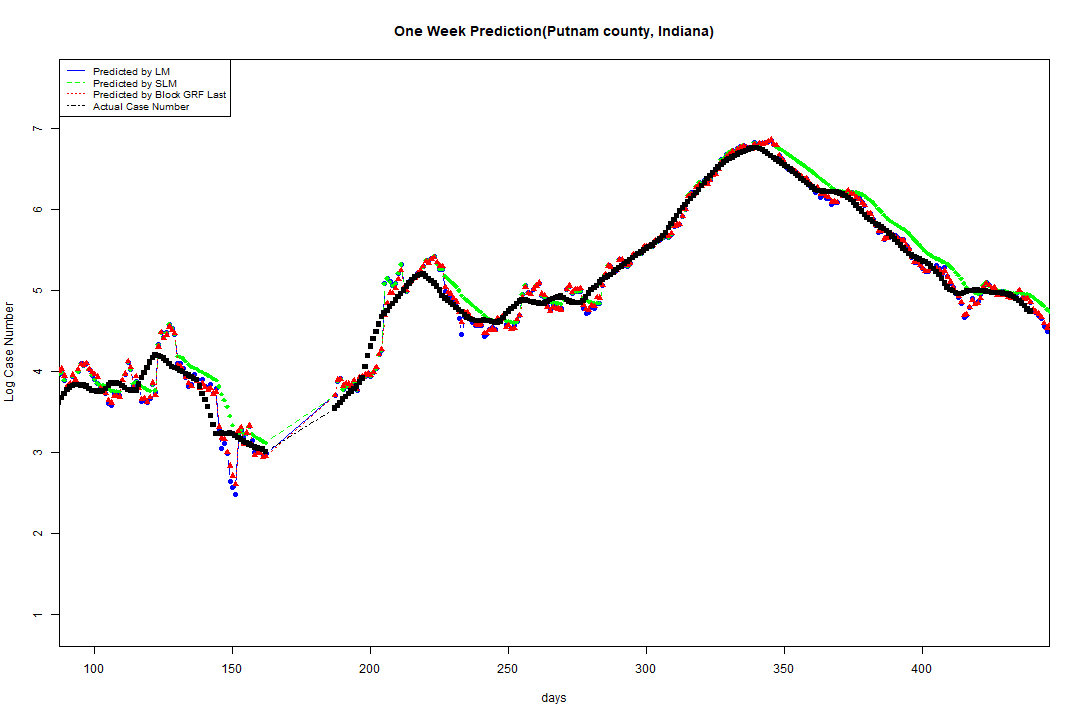 One Week Prediction(Putnam county, Indiana)
Predicted by LM
Predicted by SLM
Predicted by Block GRF Last
Actual Case Number
Log Case Number
7
6
5
4
3
2
1
100 150 200 250 300 350 400
days